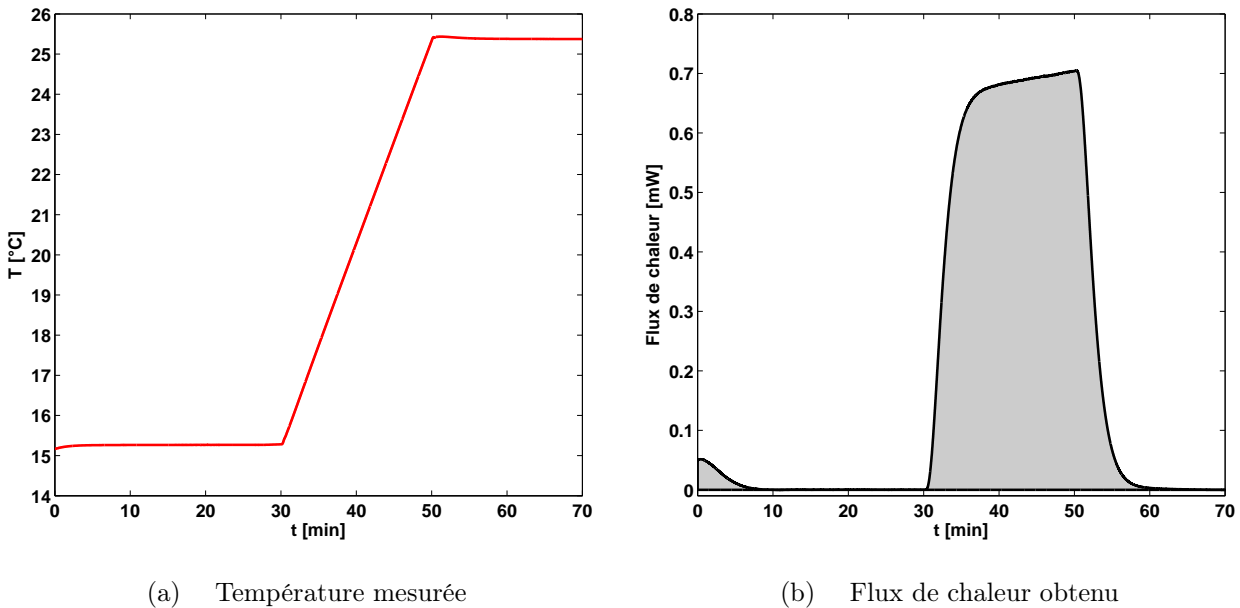 26
25
24
23
22
21
20
19
18
17
16
15
14
T [°C]
0 10 20 30 40 50 60 70
t [min]
0.8
0.7
0.6
0.5
0.4
0.3
0.2
0.1
0
Flux de chaleur [mW]
0 10 20 30 40 50 60 70
t [min]
(a) Température mesurée
(b) Flux de chaleur obtenu